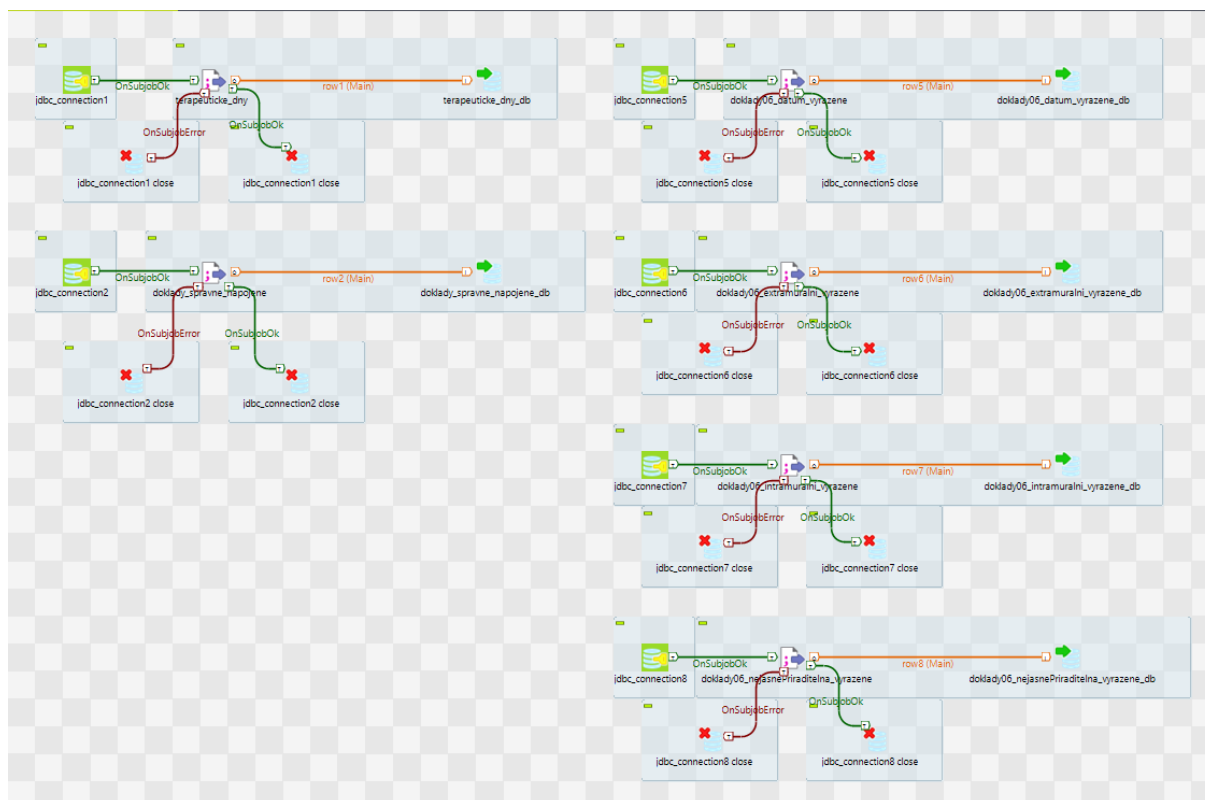 OnSubjobOk
row1 (Main)
jdbc_connection1
terapeuticke_dny
terapeuticke_dny_db
OnSubjobError
OnSubjobOk
jdbc_connection1 close
jdbc_connection1 close
OnSubjobOk
row2 (Main)
jdbc_connection2
doklady_spravne_napojene
doklady_spravne_napojene_db
OnSubjobError
OnSubjobOk
jdbc_connection2 close
jdbc_connection2 close
OnSubjobOk
row5 (Main)
jdbc_connection5
doklady06_datum_vyrazene
doklady06_datum_vyrazene_db
OnSubjobError
OnSubjobOk
jdbc_connection5 close
jdbc_connection5 close
OnSubjobOk
row6 (Main)
jdbc_connection6
doklady06_extramuralni_vyrazene
doklady06_extramuralni_vyrazene_db
OnSubjobError
OnSubjobOk
jdbc_connection6 close
jdbc_connection6 close
OnSubjobOk
row7 (Main)
jdbc_connection7
doklady06_intramuralni_vyrazene
doklady06_intramuralni_vyrazene_db
OnSubjobError
OnSubjobOk
jdbc_connection7 close
jdbc_connection7 close
OnSubjobOk
row8 (Main)
jdbc_connection8
doklady06_nejasnePriraditelna_vyrazene
doklady06_nejasnePriraditelna_vyrazene_db
OnSubjobError
OnSubjobOk
jdbc_connection8 close
jdbc_connection8 close